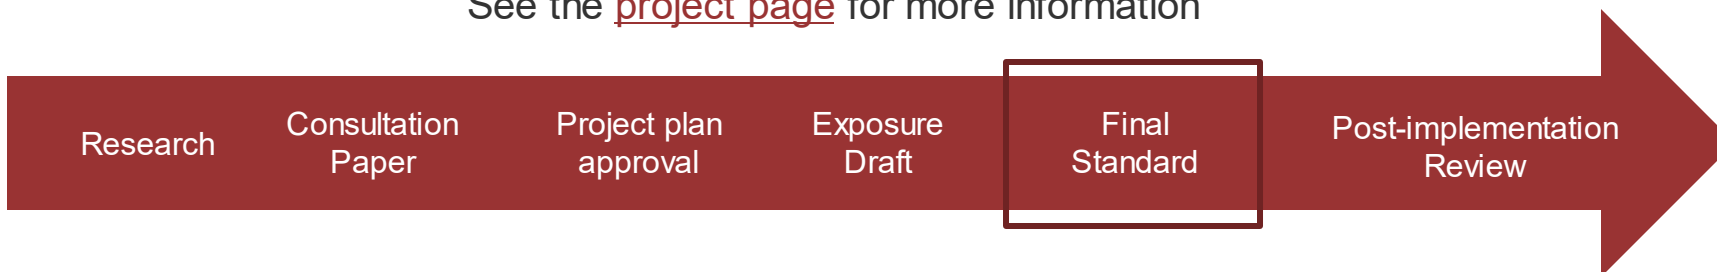 See the project page for more information
Research
Consultation
Paper
Project plan
approval
Exposure
Draft
Final
Standard
Post-implementation
Review